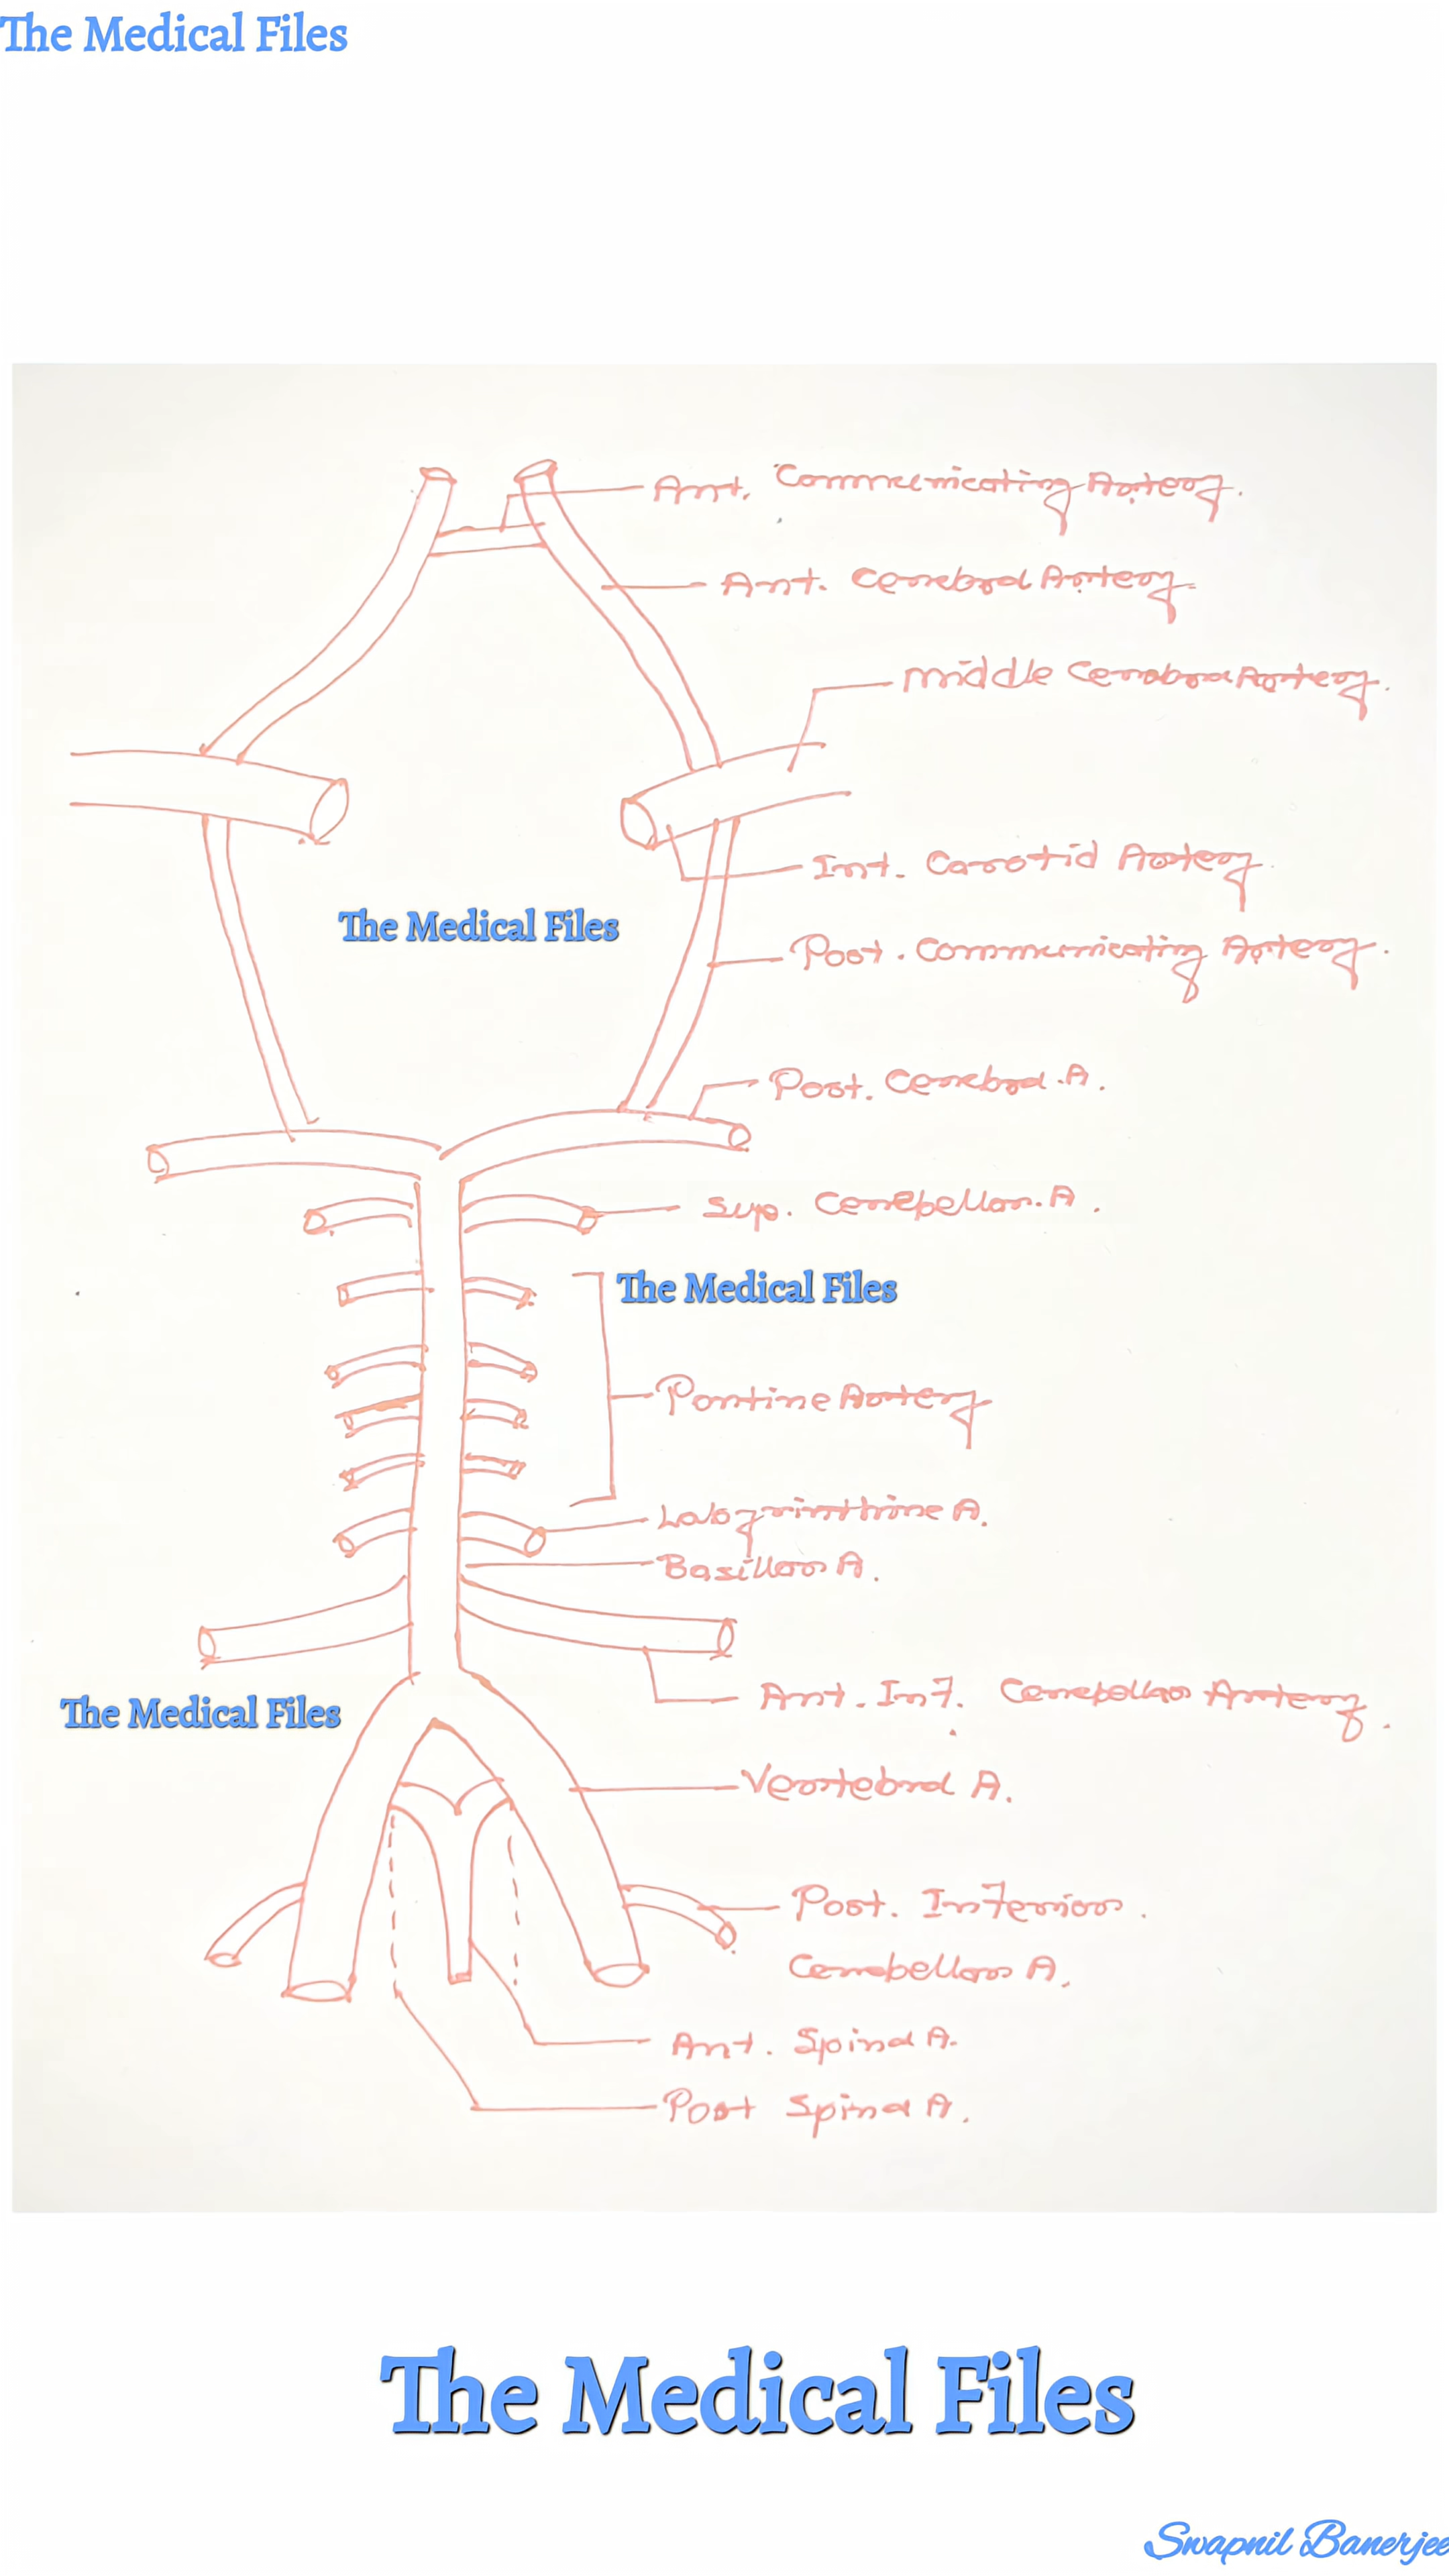 The Medical Files
Ant. Communicating Artery.
Ant. Cerebral Artery
Middle Cerebral Artery.
Int. Carotid Artery
The Medical Files
Post. Communicating Artery.
Post. Cerebral.A.
Sup. Cerebellar.A.
The Medical Files
Pontine Artery
Labyrinthine A.
Basillar A.
Ant. Inf. Cerebellar Artery.
The Medical Files
Vertebral A.
Post. Inferior.
Cerebellar A.
Ant. Spinal A.
Post Spinal A.
The Medical Files
Swapnil Banerjee